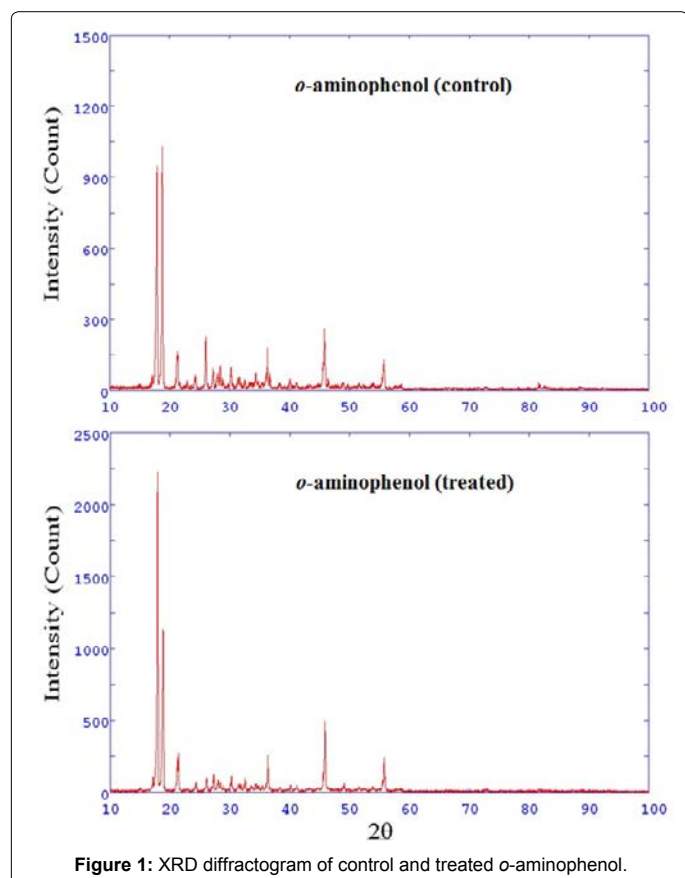 1500
o-aminophenol (control)
1200
900
600
300
0
Intensity (Count)
10 20 30 40 50 60 70 80 90 100
2500
o-aminophenol (treated)
2000
1500
1000
500
0
Intensity (Count)
10 20 30 40 50 60 70 80 90 100
2θ
Figure 1: XRD diffractogram of control and treated o-aminophenol.